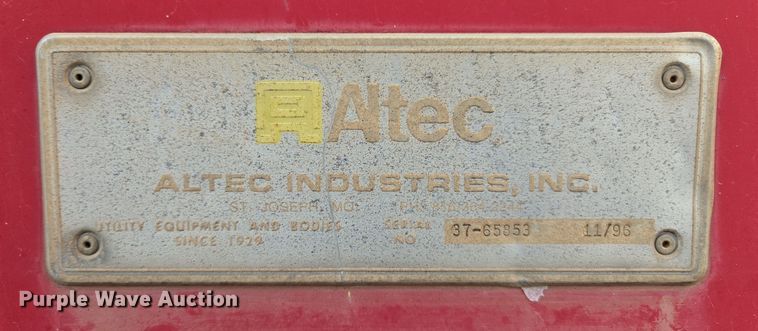 Altec
ALTEC INDUSTRIES, INC.
ST. JOSEPH, MO.
UTILITY EQUIPMENT AND BODIES SERIAL 37-65853 11/96
SINCE 1929 NO
Purple Wave Auction